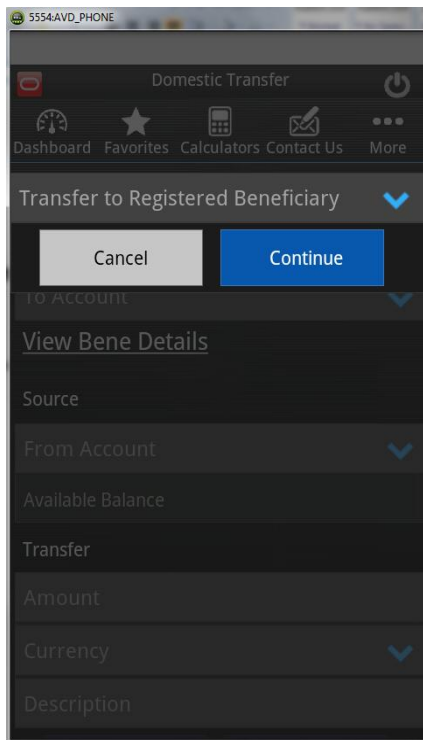 5554:AVD_PHONE
Domestic Transfer
Dashboard Favorites Calculators Contact Us More
Transfer to Registered Beneficiary
Cancel Continue
To Account
View Bene Details
Source
From Account
Available Balance
Transfer
Amount
Currency
Description